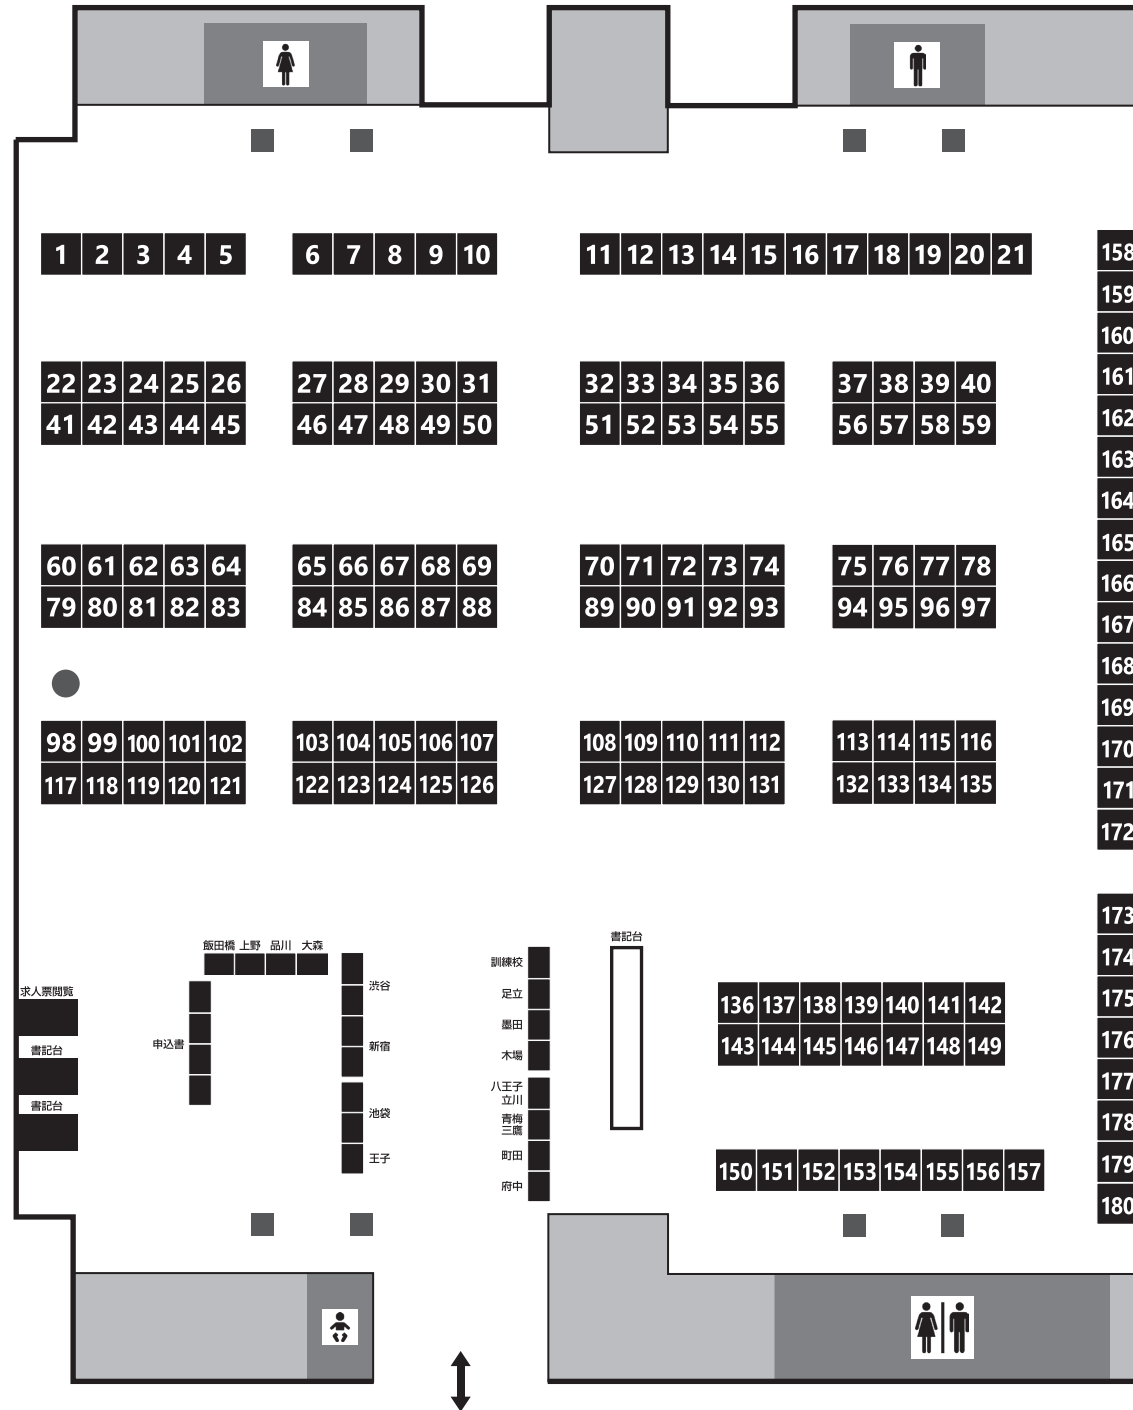 1 2 3 4 5 6 7 8 9 10 11 12 13 14 15 16 17 18 19 20 21
22 23 24 25 26 27 28 29 30 31 32 33 34 35 36 37 38 39 40
41 42 43 44 45 46 47 48 49 50 51 52 53 54 55 56 57 58 59
60 61 62 63 64 65 66 67 68 69 70 71 72 73 74 75 76 77 78
79 80 81 82 83 84 85 86 87 88 89 90 91 92 93 94 95 96 97
98 99 100 101 102 103 104 105 106 107 108 109 110 111 112 113 114 115 116
117 118 119 120 121 122 123 124 125 126 127 128 129 130 131 132 133 134 135
158
159
160
161
162
163
164
165
166
167
168
169
170
171
172
173
174
175
176
177
178
179
180
飯田橋 上野 品川 大森
渋谷
新宿
池袋
王子
申込書
求人票閲覧
書記台
書記台
訓練校
足立
墨田
木場
八王子
立川
青梅
三鷹
町田
府中
書記台
136 137 138 139 140 141 142
143 144 145 146 147 148 149
150 151 152 153 154 155 156 157